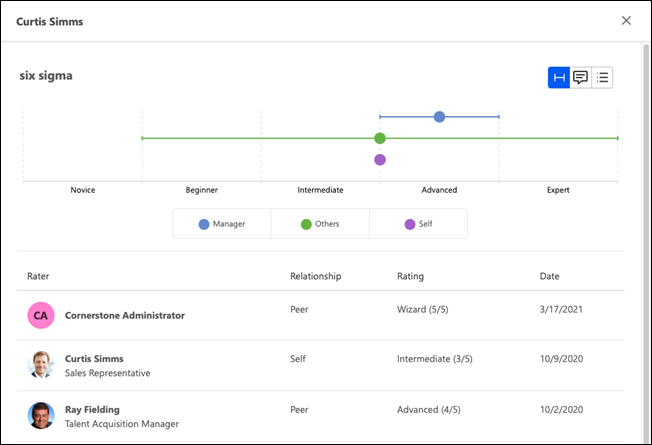 Curtis Simms
six sigma
Novice Beginner Intermediate Advanced Expert
Manager Others Self
Rater Relationship Rating Date
CA Cornerstone Administrator Peer Wizard (5/5) 3/17/2021
Curtis Simms Self Intermediate (3/5) 10/9/2020
Sales Representative
Ray Fielding Peer Advanced (4/5) 10/2/2020
Talent Acquisition Manager